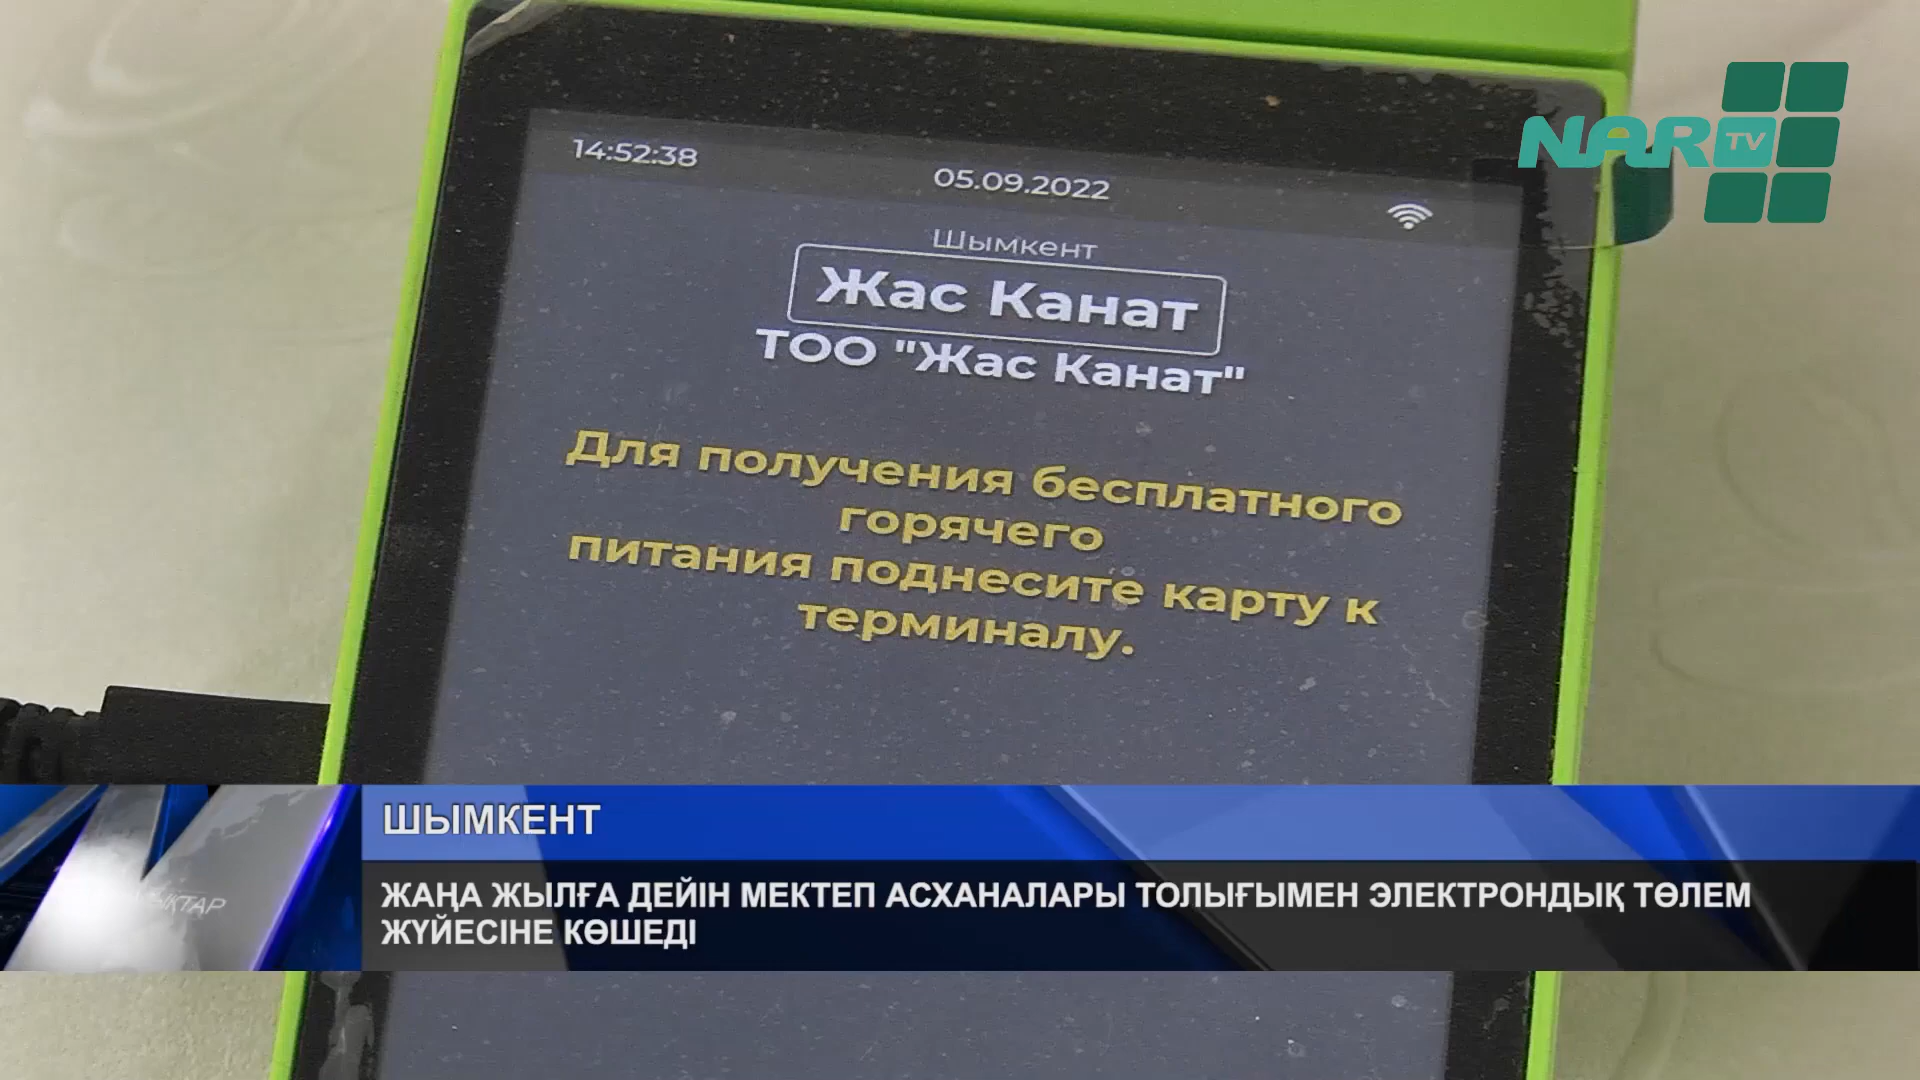 NAR TV
14:52:38
05.09.2022
Шымкент
Жас Канат
ТОО "Жас Канат"
Для получения бесплатного
горячего
питания поднесите карту к
терминалу.
ШЫМКЕНТ
ЖАҢА ЖЫЛҒА ДЕЙІН МЕКТЕП АСХАНАЛАРЫ ТОЛЫҒЫМЕН ЭЛЕКТРОНДЫҚ ТӨЛЕМ
ЖҮЙЕСІНЕ КӨШЕДІ